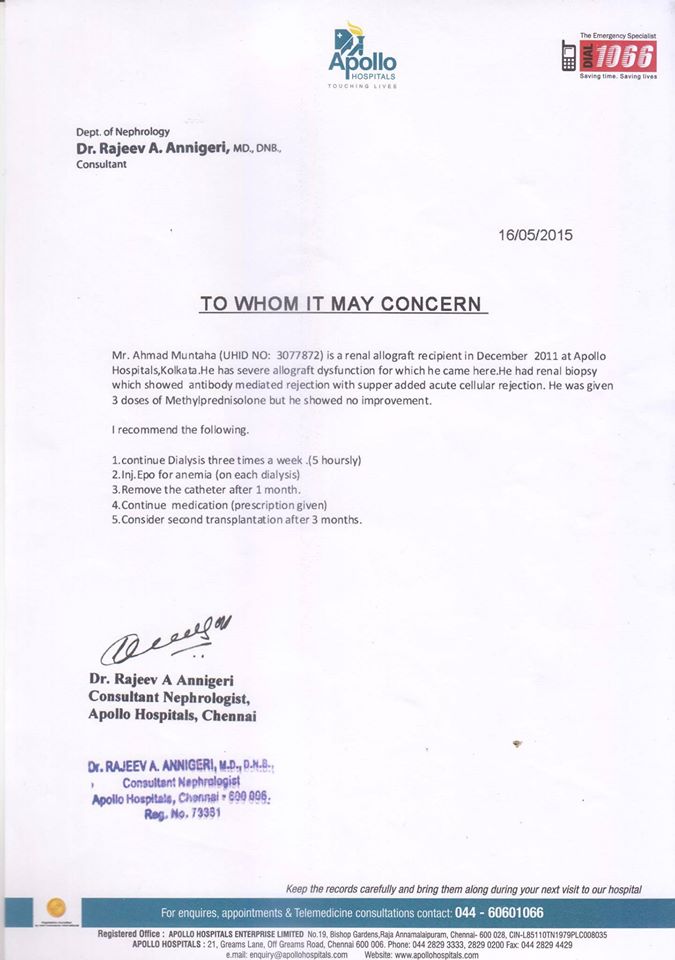 Apollo
HOSPITALS
TOUCHING LIVES
The Emergency Specialist
DIAL 1066
Saving time. Saving lives
Dept. of Nephrology
Dr. Rajeev A. Annigeri, MD., DNB.,
Consultant
16/05/2015
TO WHOM IT MAY CONCERN
Mr. Ahmad Muntaha (UHID NO: 3077872) is a renal allograft recipient in December 2011 at Apollo
Hospitals,Kolkata.He has severe allograft dysfunction for which he came here.He had renal biopsy
which showed antibody mediated rejection with supper added acute cellular rejection. He was given
3 doses of Methylprednisolone but he showed no improvement.
I recommend the following.
1.continue Dialysis three times a week .(5 hoursly)
2.Inj.Epo for anemia (on each dialysis)
3.Remove the catheter after 1 month.
4.Continue medication (prescription given)
5.Consider second transplantation after 3 months.
Dr. Rajeev A Annigeri
Consultant Nephrologist,
Apollo Hospitals, Chennai
Dr. RAJEEV A. ANNIGERI, M.D., D.N.B.,
Consultant Nephrologist
Apollo Hospitals, Chennai - 600 006.
Reg. No. 73351
Keep the records carefully and bring them along during your next visit to our hospital
For enquires, appointments & Telemedicine consultations contact: 044 - 60601066
Registered Office : APOLLO HOSPITALS ENTERPRISE LIMITED No.19, Bishop Gardens,Raja Annamalaipuram, Chennai- 600 028, CIN-L85110TN1979PLC008035
APOLLO HOSPITALS : 21, Greams Lane, Off Greams Road, Chennai 600 006. Phone: 044 2829 3333, 2829 0200 Fax: 044 2829 4429
e.mail: enquiry@apollohospitals.com Website: www.apollohospitals.com